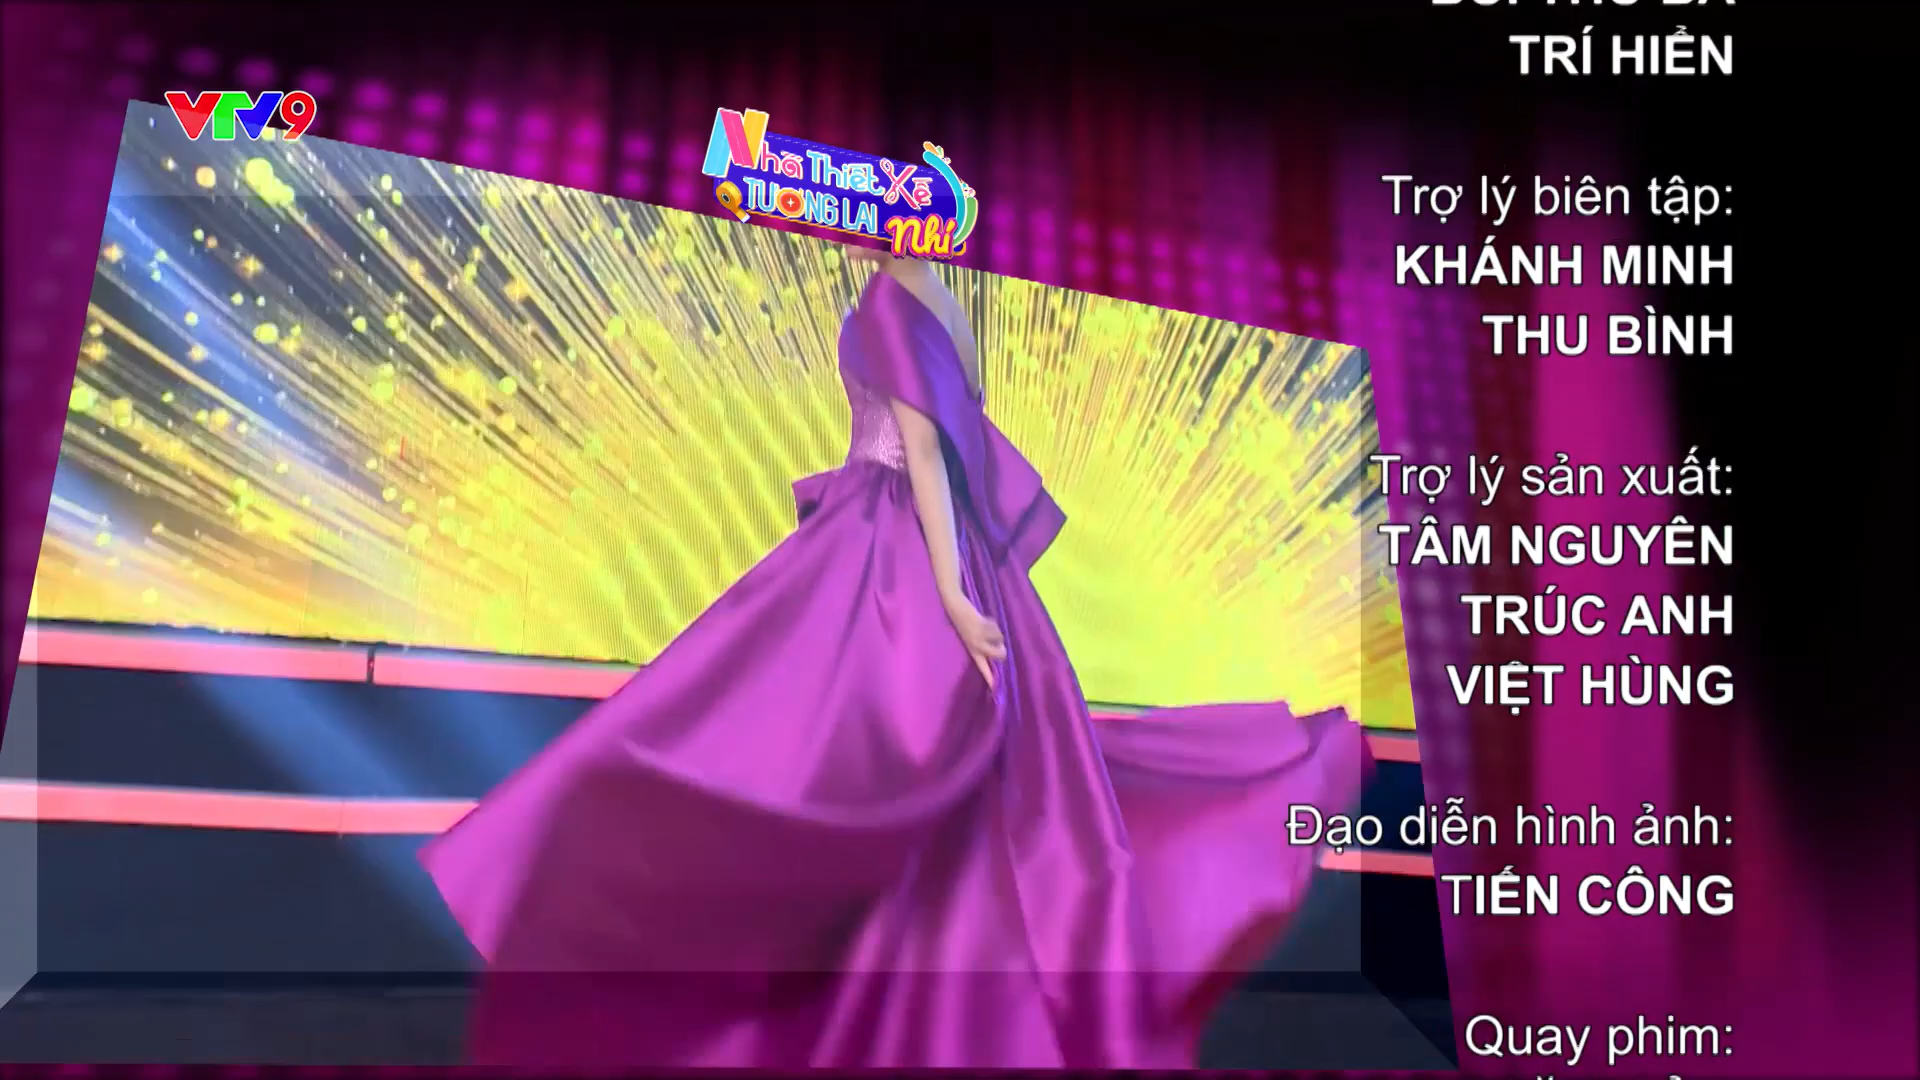 VTV9
Nhà Thiết Kế
TƯƠNG LAI
Nhí
TRÍ HIỂN
Trợ lý biên tập:
KHÁNH MINH
THU BÌNH
Trợ lý sản xuất:
TÂM NGUYÊN
TRÚC ANH
VIỆT HÙNG
Đạo diễn hình ảnh:
TIẾN CÔNG
Quay phim: